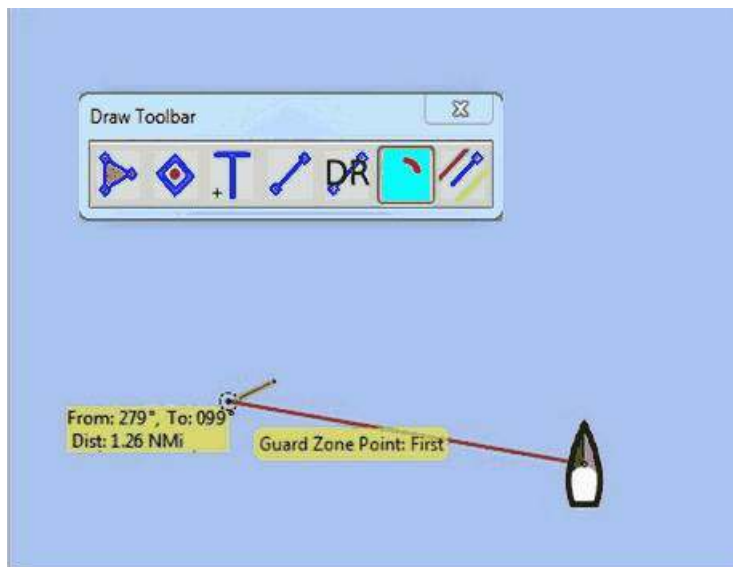 Draw Toolbar
DR
From: 279°, To: 099°
Dist: 1.26 NMi
Guard Zone Point: First